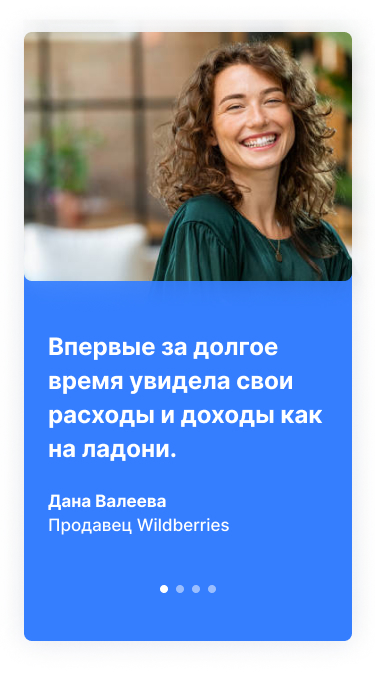 Впервые за долгое
время увидела свои
расходы и доходы как
на ладони.
Дана Валеева
Продавец Wildberries